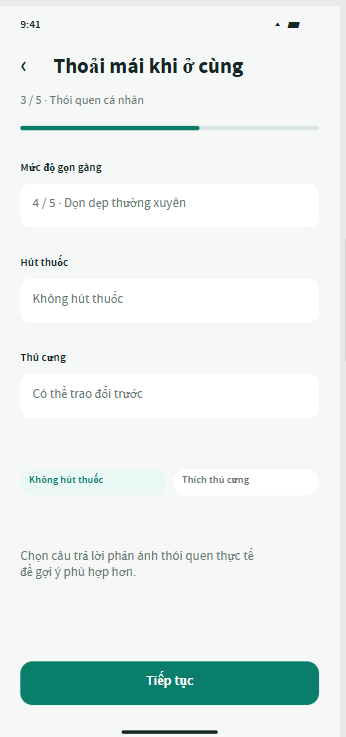 9:41
‹ Thoải mái khi ở cùng
3 / 5 · Thói quen cá nhân
Mức độ gọn gàng
4 / 5 · Dọn dẹp thường xuyên
Hút thuốc
Không hút thuốc
Thú cưng
Có thể trao đổi trước
Không hút thuốc
Thích thú cưng
Chọn câu trả lời phản ánh thói quen thực tế
để gợi ý phù hợp hơn.
Tiếp tục